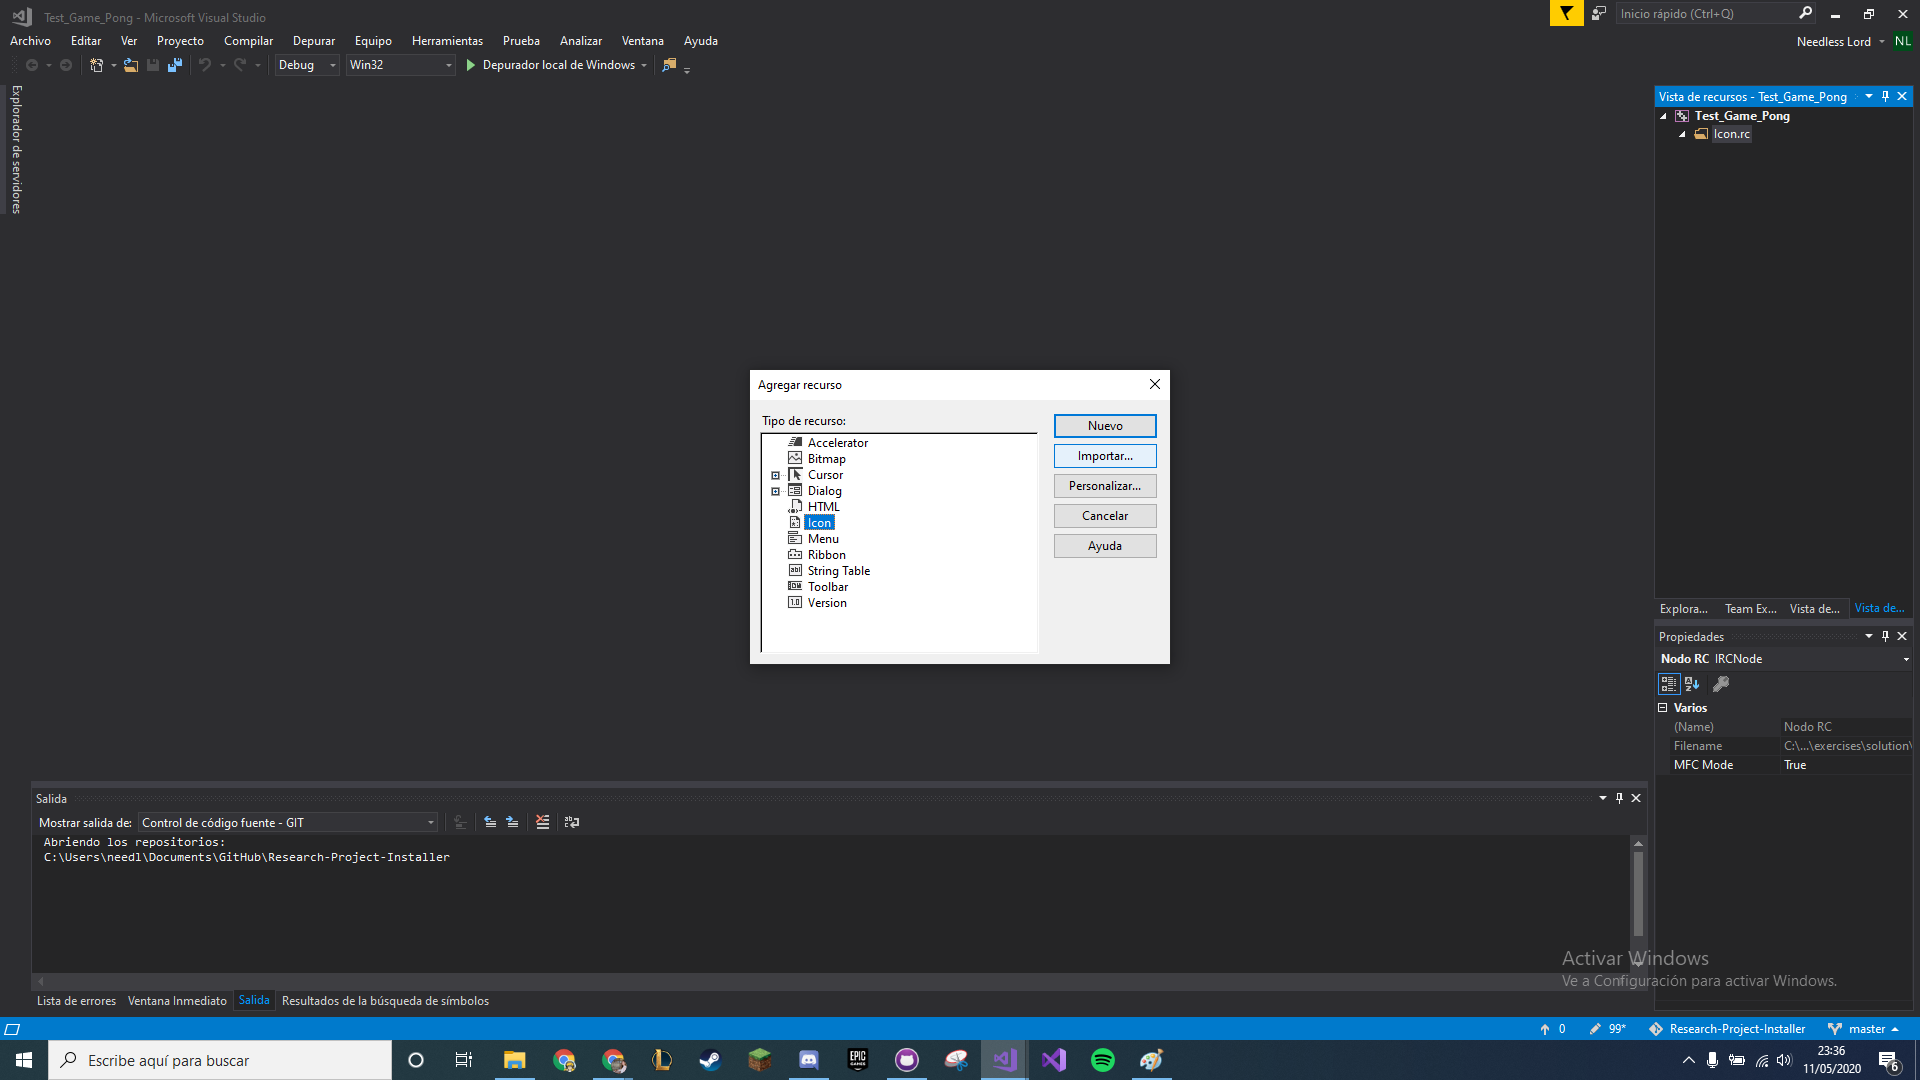 Test_Game_Pong - Microsoft Visual Studio
Inicio rápido (Ctrl+Q)
Archivo Editar Ver Proyecto Compilar Depurar Equipo Herramientas Prueba Analizar Ventana Ayuda
Needless Lord NL
Debug Win32 Depurador local de Windows
Explorador de servidores
Vista de recursos - Test_Game_Pong
Test_Game_Pong
Icon.rc
Agregar recurso
Tipo de recurso:
Accelerator
Bitmap
Cursor
Dialog
HTML
Icon
Menu
Ribbon
String Table
Toolbar
Version
Nuevo
Importar...
Personalizar...
Cancelar
Ayuda
Explora... Team Ex... Vista de... Vista de...
Propiedades
Nodo RC IRCNode
Varios
(Name) Nodo RC
Filename C:\...\exercises\solution\
MFC Mode True
Salida
Mostrar salida de: Control de código fuente - GIT
Abriendo los repositorios:
C:\Users\needl\Documents\GitHub\Research-Project-Installer
Activar Windows
Ve a Configuración para activar Windows.
Lista de errores Ventana Inmediato Salida Resultados de la búsqueda de símbolos
0 99* Research-Project-Installer master
Escribe aquí para buscar
EPIC GAMES
23:36
11/05/2020
6